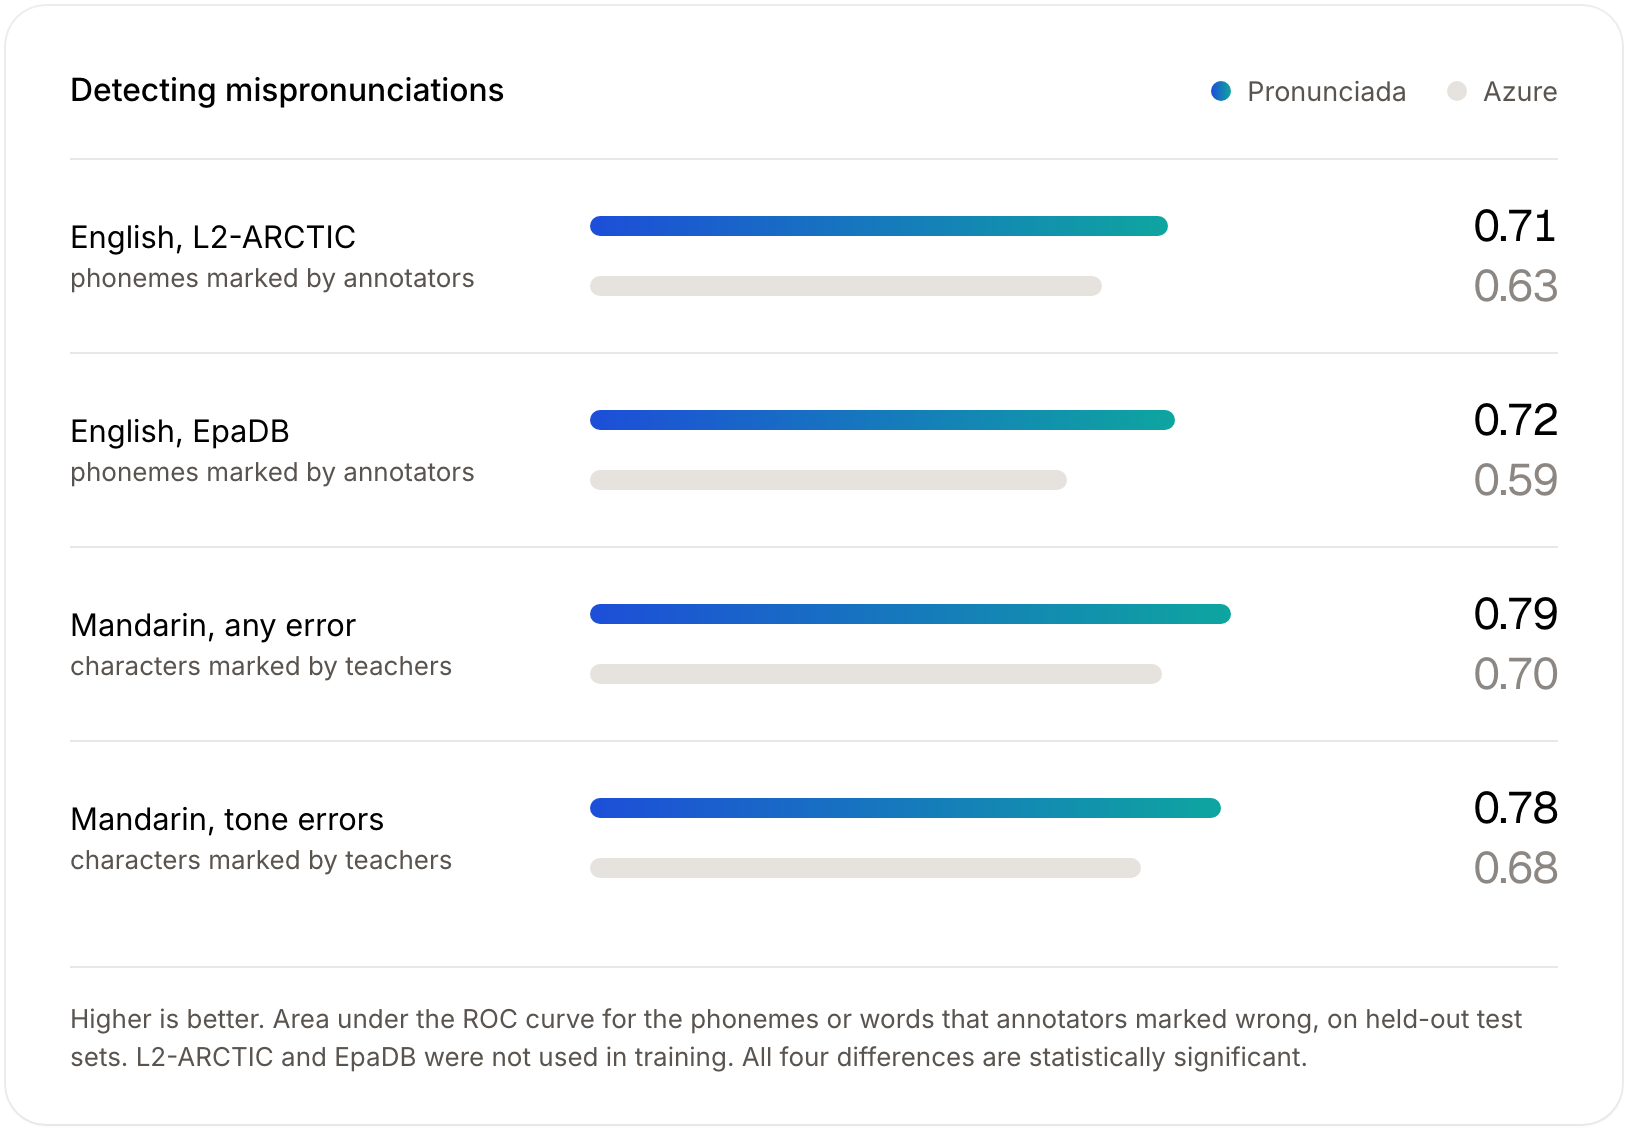 Detecting mispronunciations
Pronunciada
Azure
English, L2-ARCTIC
phonemes marked by annotators
0.71
0.63
English, EpaDB
phonemes marked by annotators
0.72
0.59
Mandarin, any error
characters marked by teachers
0.79
0.70
Mandarin, tone errors
characters marked by teachers
0.78
0.68
Higher is better. Area under the ROC curve for the phonemes or words that annotators marked wrong, on held-out test
sets. L2-ARCTIC and EpaDB were not used in training. All four differences are statistically significant.